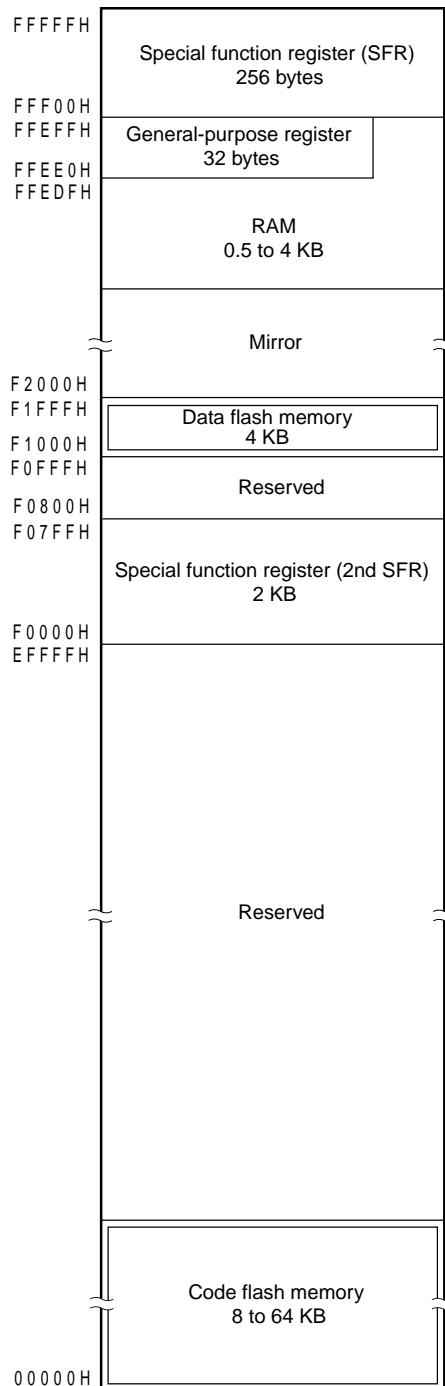 FFFFFH
Special function register (SFR)
256 bytes
FFF00H
FFEFFH
General-purpose register
32 bytes
FFEE0H
FFEDFH
RAM
0.5 to 4 KB
Mirror
F2000H
F1FFFH
Data flash memory
4 KB
F1000H
F0FFFH
Reserved
F0800H
F07FFH
Special function register (2nd SFR)
2 KB
F0000H
EFFFFH
Reserved
Code flash memory
8 to 64 KB
00000H